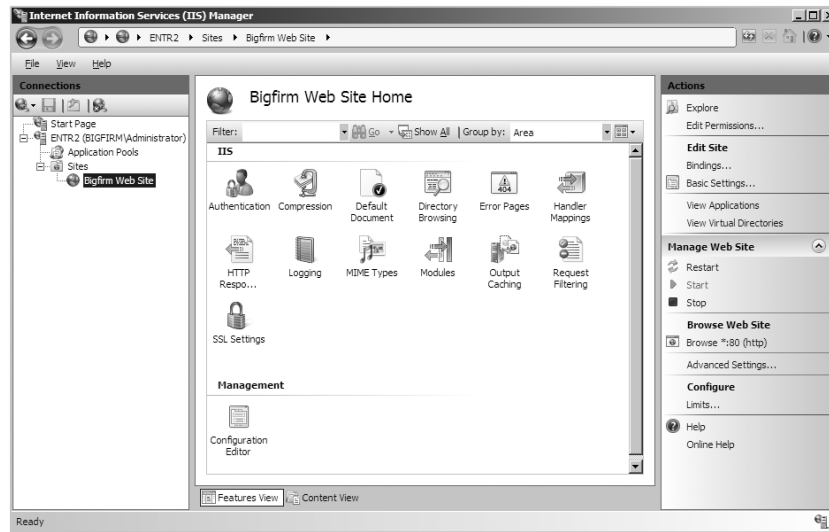 Internet Information Services (IIS) Manager
ENTR2 Sites Bigfirm Web Site
File View Help
Connections
Start Page
ENTR2 (BIGFIRM\Administrator)
Application Pools
Sites
Bigfirm Web Site
Bigfirm Web Site Home
Filter: Go Show All Group by: Area
IIS
Authentication Compression Default Document Directory Browsing Error Pages Handler Mappings
HTTP Respo... Logging MIME Types Modules Output Caching Request Filtering
SSL Settings
Management
Configuration Editor
Features View Content View
Actions
Explore
Edit Permissions...
Edit Site
Bindings...
Basic Settings...
View Applications
View Virtual Directories
Manage Web Site
Restart
Start
Stop
Browse Web Site
Browse *:80 (http)
Advanced Settings...
Configure
Limits...
Help
Online Help
Ready